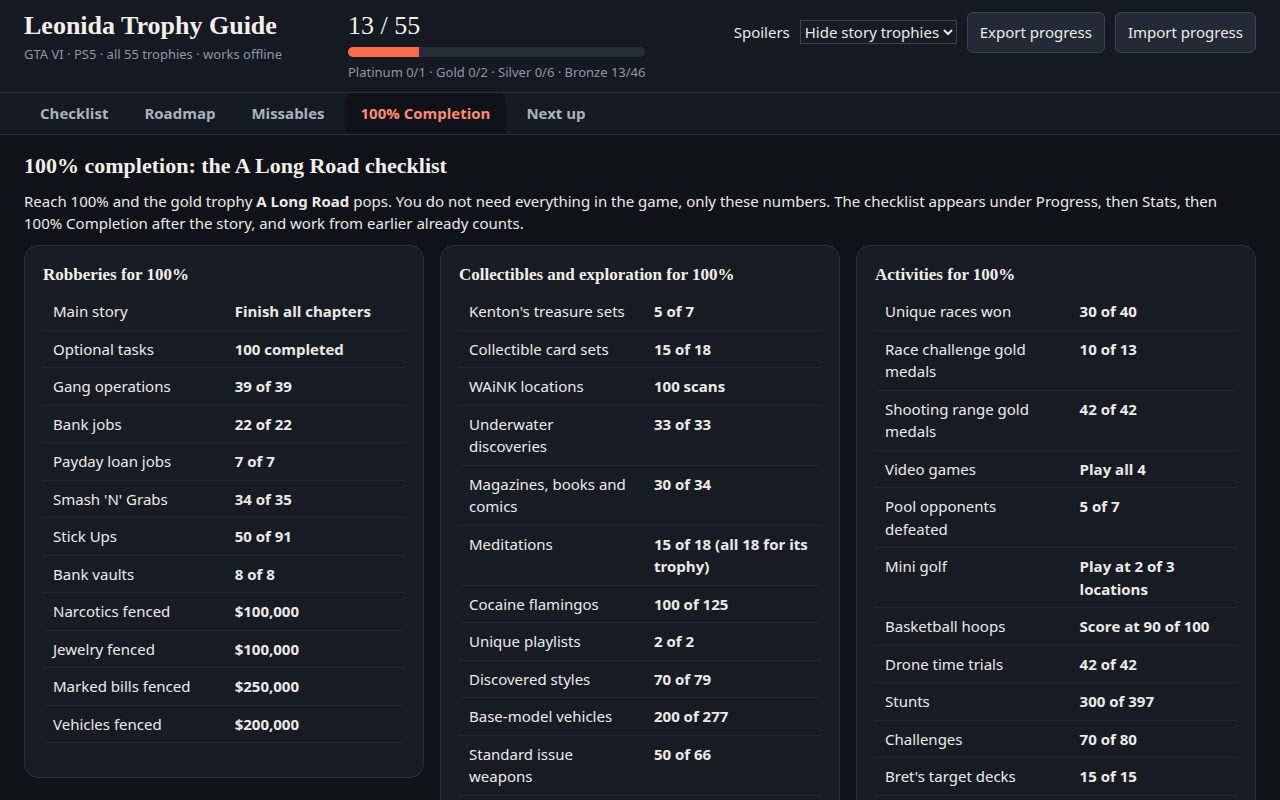 Leonida Trophy Guide
GTA VI · PS5 · all 55 trophies · works offline
13 / 55
Platinum 0/1 · Gold 0/2 · Silver 0/6 · Bronze 13/46
Spoilers
Hide story trophies
Export progress
Import progress
Checklist
Roadmap
Missables
100% Completion
Next up
100% completion: the A Long Road checklist
Reach 100% and the gold trophy A Long Road pops. You do not need everything in the game, only these numbers. The checklist appears under Progress, then Stats, then
100% Completion after the story, and work from earlier already counts.
Robberies for 100%
Main story Finish all chapters
Optional tasks 100 completed
Gang operations 39 of 39
Bank jobs 22 of 22
Payday loan jobs 7 of 7
Smash 'N' Grabs 34 of 35
Stick Ups 50 of 91
Bank vaults 8 of 8
Narcotics fenced $100,000
Jewelry fenced $100,000
Marked bills fenced $250,000
Vehicles fenced $200,000
Collectibles and exploration for 100%
Kenton's treasure sets 5 of 7
Collectible card sets 15 of 18
WAiNK locations 100 scans
Underwater 33 of 33
discoveries
Magazines, books and 30 of 34
comics
Meditations 15 of 18 (all 18 for its
trophy)
Cocaine flamingos 100 of 125
Unique playlists 2 of 2
Discovered styles 70 of 79
Base-model vehicles 200 of 277
Standard issue 50 of 66
weapons
Activities for 100%
Unique races won 30 of 40
Race challenge gold 10 of 13
medals
Shooting range gold 42 of 42
medals
Video games Play all 4
Pool opponents 5 of 7
defeated
Mini golf Play at 2 of 3
locations
Basketball hoops Score at 90 of 100
Drone time trials 42 of 42
Stunts 300 of 397
Challenges 70 of 80
Bret's target decks 15 of 15